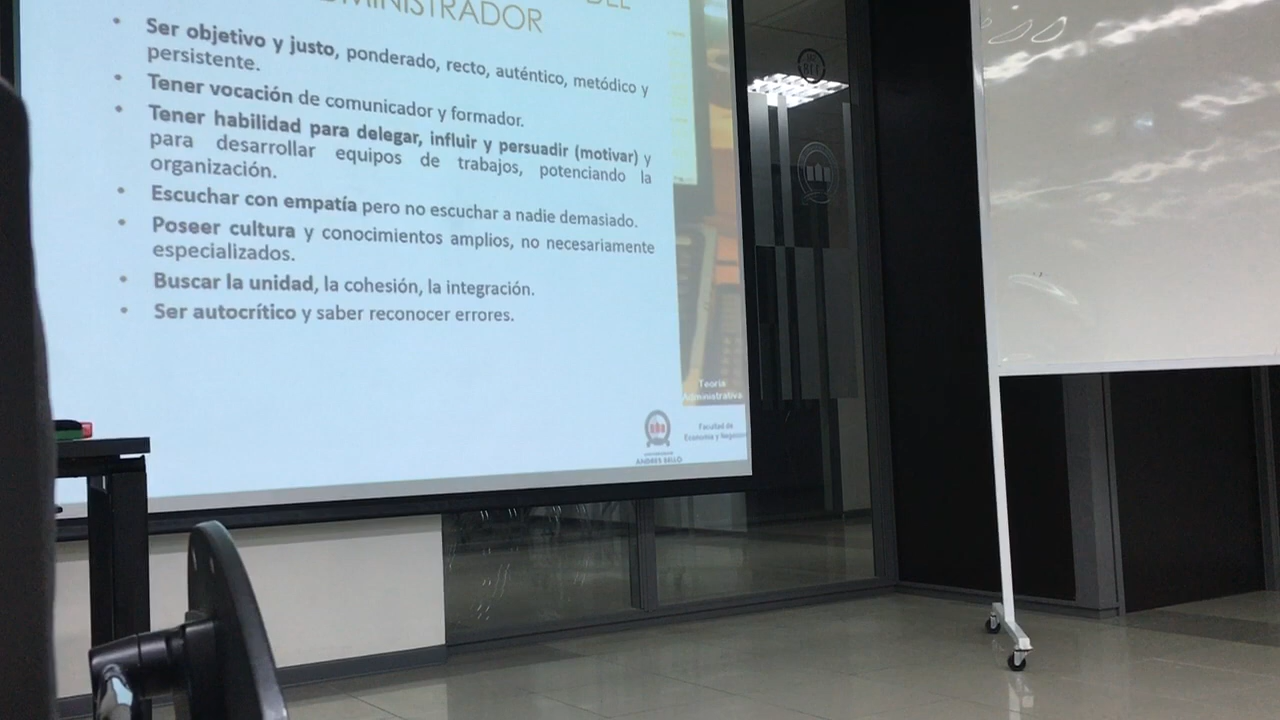 DEL
ADMINISTRADOR
• Ser objetivo y justo, ponderado, recto, auténtico, metódico y
persistente.
• Tener vocación de comunicador y formador.
• Tener habilidad para delegar, influir y persuadir (motivar) y
para desarrollar equipos de trabajos, potenciando la
organización.
• Escuchar con empatía pero no escuchar a nadie demasiado.
• Poseer cultura y conocimientos amplios, no necesariamente
especializados.
• Buscar la unidad, la cohesión, la integración.
• Ser autocrítico y saber reconocer errores.
Teoría
Administrativa
Facultad de
Economía y Negocios
ANDRES BELLO